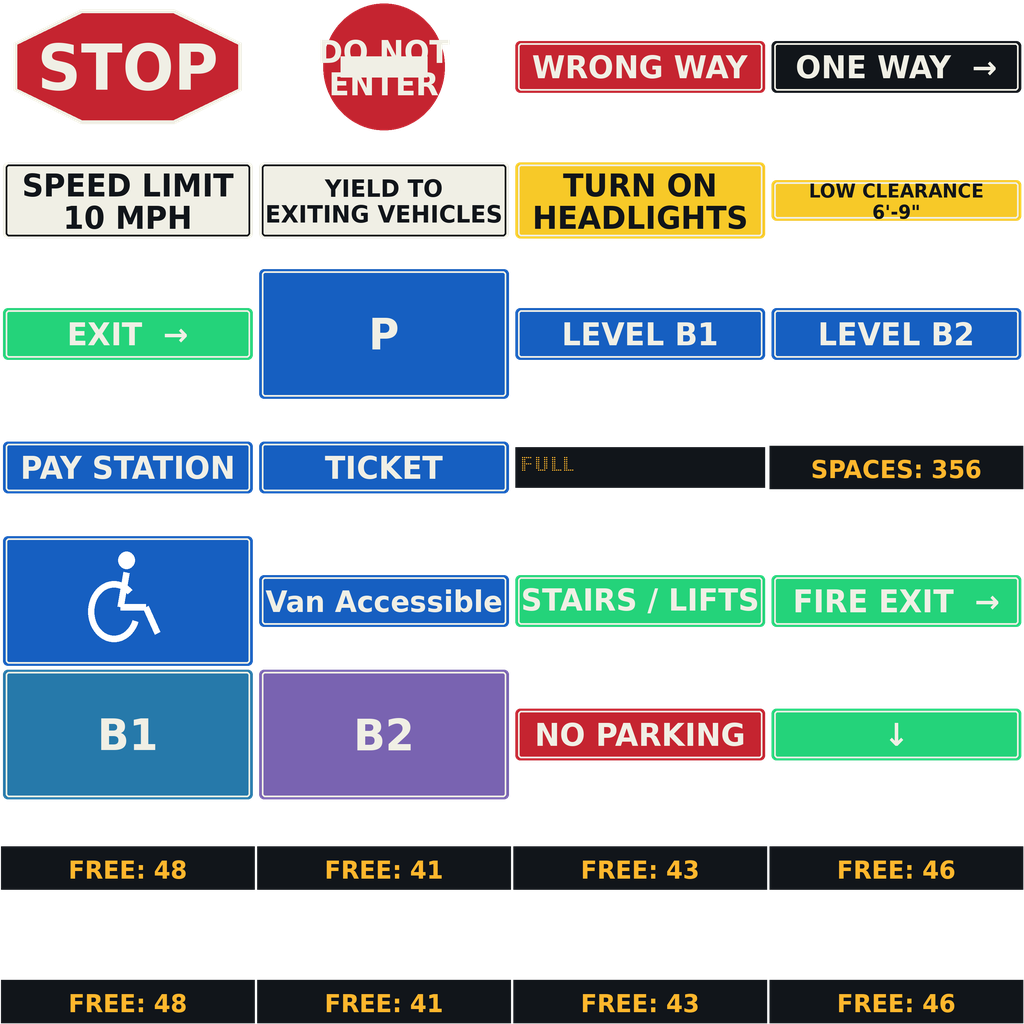 STOP
DO NOT
ENTER
WRONG WAY
ONE WAY →
SPEED LIMIT
10 MPH
YIELD TO
EXITING VEHICLES
TURN ON
HEADLIGHTS
LOW CLEARANCE
6'-9"
EXIT →
P
LEVEL B1
LEVEL B2
PAY STATION
TICKET
FULL
SPACES: 356
Van Accessible
STAIRS / LIFTS
FIRE EXIT →
B1
B2
NO PARKING
↓
FREE: 48
FREE: 41
FREE: 43
FREE: 46
FREE: 48
FREE: 41
FREE: 43
FREE: 46